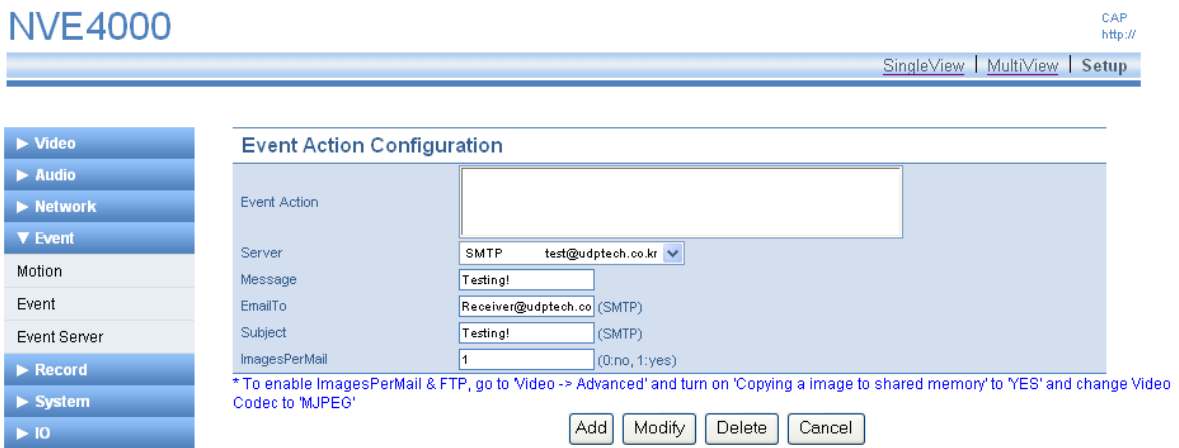 NVE4000
CAP
http://
SingleView | MultiView | Setup
▶ Video
▶ Audio
▶ Network
▼ Event
Motion
Event
Event Server
▶ Record
▶ System
▶ IO
Event Action Configuration
Event Action
Server SMTP test@udptech.co.kr
Message Testing!
EmailTo Receiver@udptech.co (SMTP)
Subject Testing! (SMTP)
ImagesPerMail 1 (0:no, 1:yes)
* To enable ImagesPerMail & FTP, go to 'Video -> Advanced' and turn on 'Copying a image to shared memory' to 'YES' and change Video
Codec to 'MJPEG'
Add Modify Delete Cancel